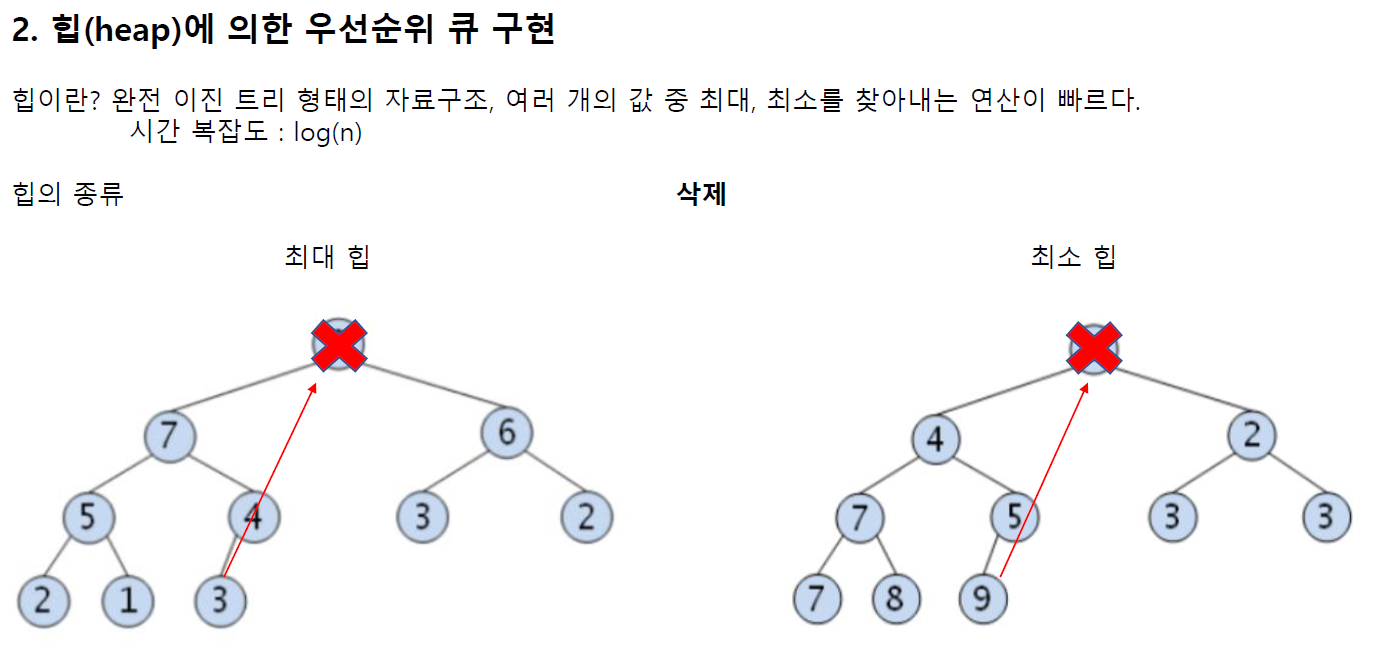 2. 힙(heap)에 의한 우선순위 큐 구현
힙이란? 완전 이진 트리 형태의 자료구조, 여러 개의 값 중 최대, 최소를 찾아내는 연산이 빠르다.
시간 복잡도 : log(n)
힙의 종류
삭제
최대 힙
7 6
5 4 3 2
2 1 3
최소 힙
4 2
7 5 3 3
7 8 9